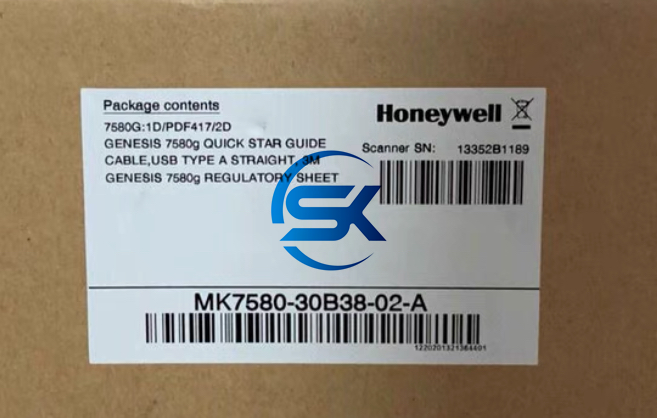 Package contents
7580G:1D/PDF417/2D
GENESIS 7580g QUICK STAR GUIDE
CABLE,USB TYPE A STRAIGHT, 3M
GENESIS 7580g REGULATORY SHEET
Honeywell
Scanner SN: 13352B1189
SK
MK7580-30B38-02-A
1220201321364401